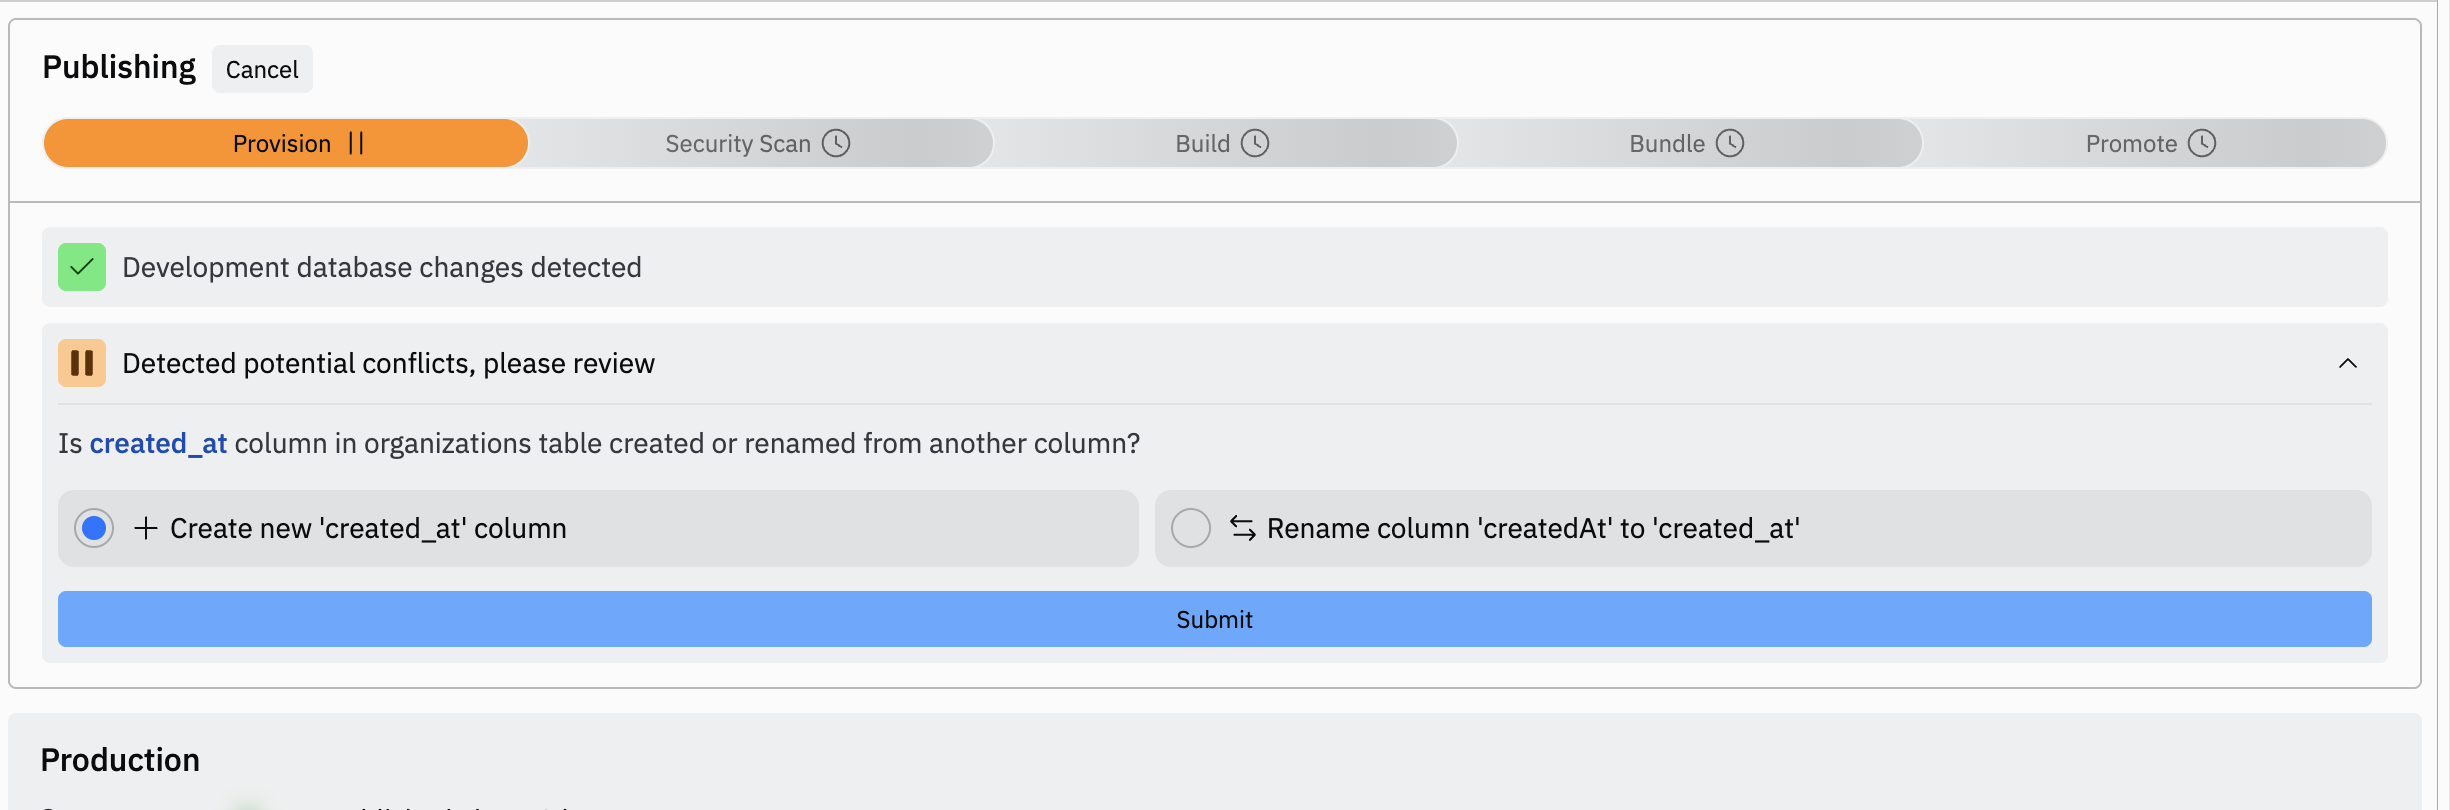 Publishing Cancel
Provision Security Scan Build Bundle Promote
Development database changes detected
Detected potential conflicts, please review
Is created_at column in organizations table created or renamed from another column?
Create new 'created_at' column Rename column 'createdAt' to 'created_at'
Submit
Production